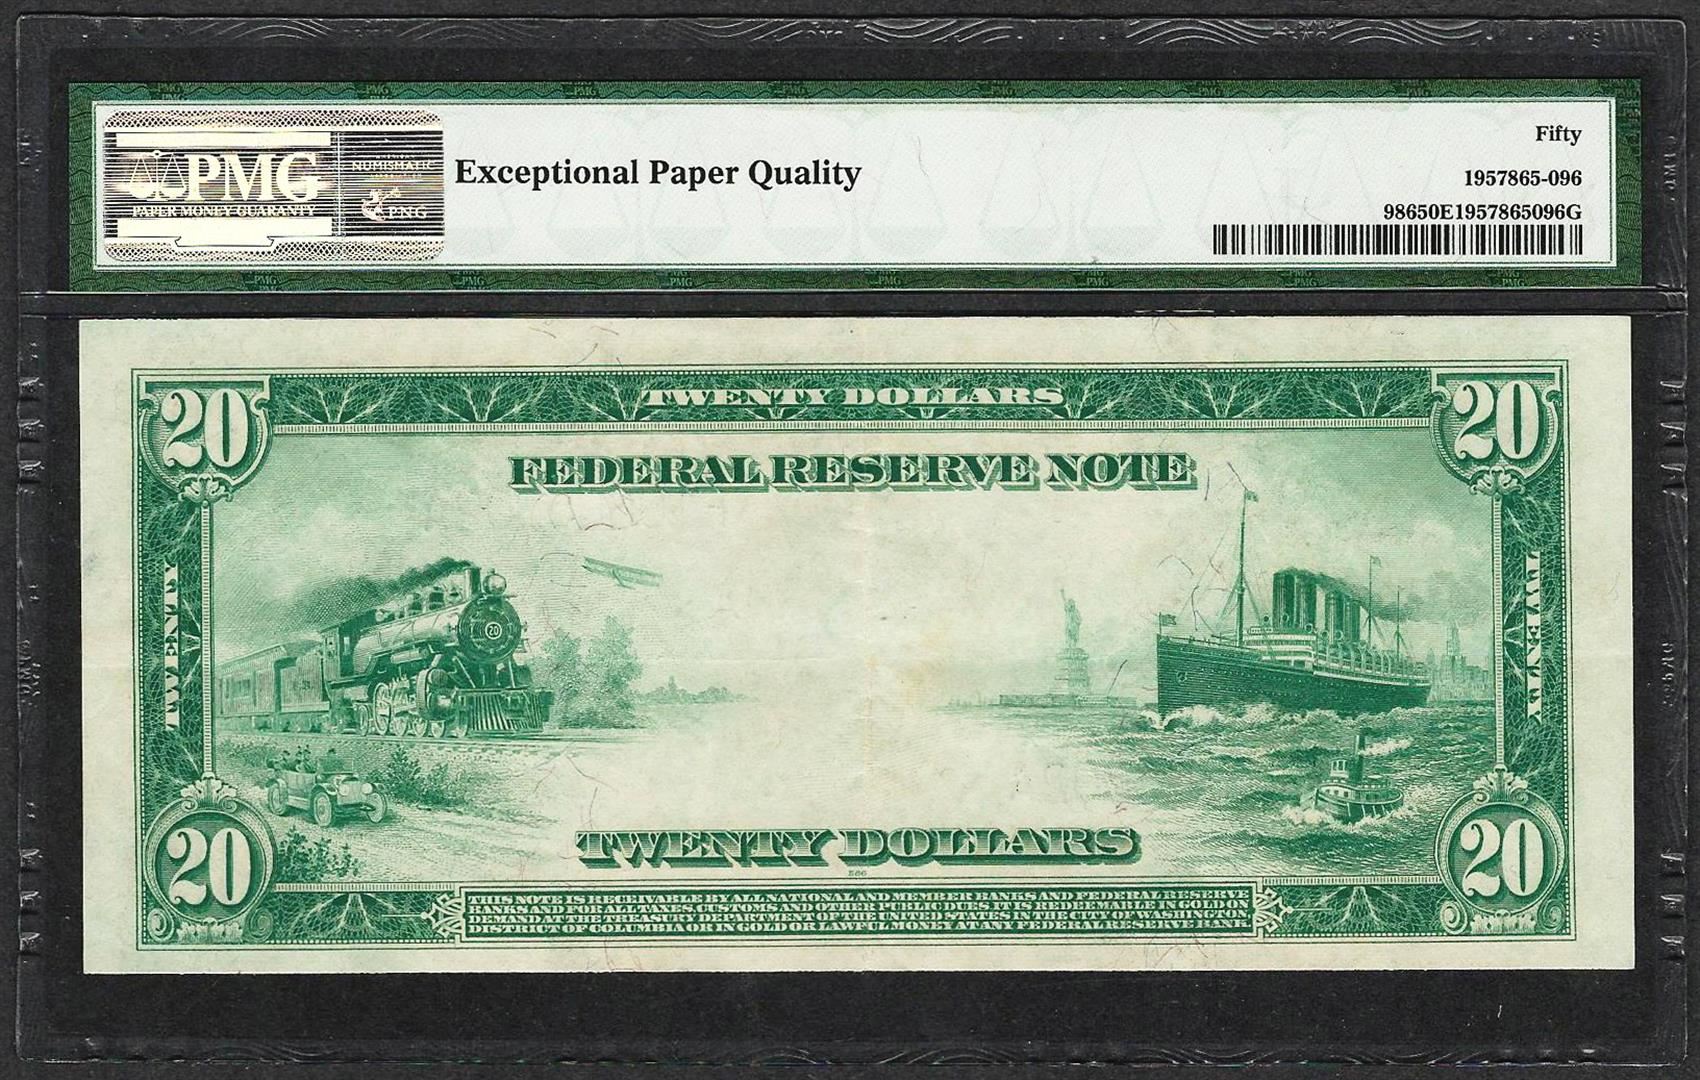 PMG
PAPER MONEY GUARANTY
NUMISMATIC
PNG
Exceptional Paper Quality
Fifty
1957865-096
98650E1957865096G
20
TWENTY DOLLARS
20
FEDERAL RESERVE NOTE
TWENTY
TWENTY
20
TWENTY DOLLARS
586
20
20
THIS NOTE IS RECEIVABLE BY ALL NATIONAL AND MEMBER BANKS AND FEDERAL RESERVE
BANKS AND FOR ALL TAXES, CUSTOMS AND OTHER PUBLIC DUES. IT IS REDEEMABLE IN GOLD ON
DEMAND AT THE TREASURY DEPARTMENT OF THE UNITED STATES IN THE CITY OF WASHINGTON,
DISTRICT OF COLUMBIA OR IN GOLD OR LAWFUL MONEY AT ANY FEDERAL RESERVE BANK.